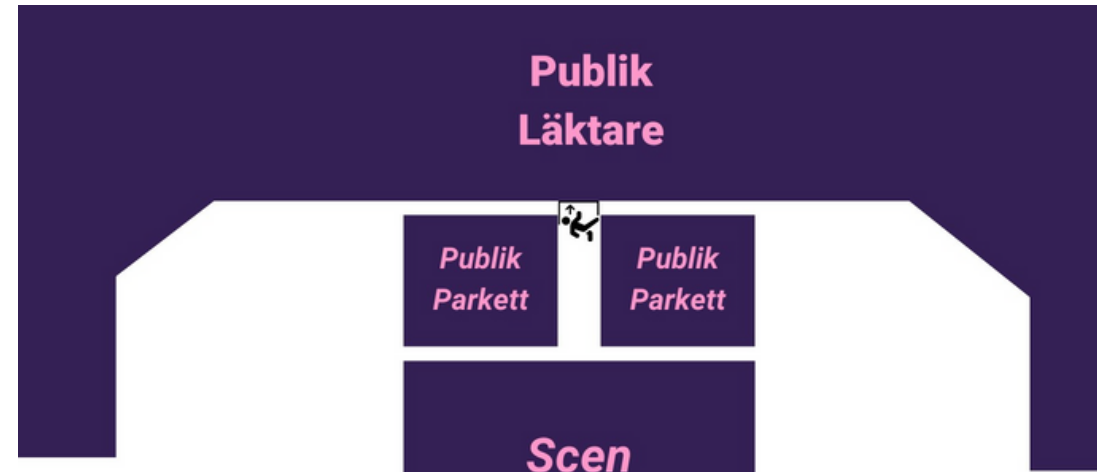 Publik
Läktare
Publik
Parkett
Publik
Parkett
Scen